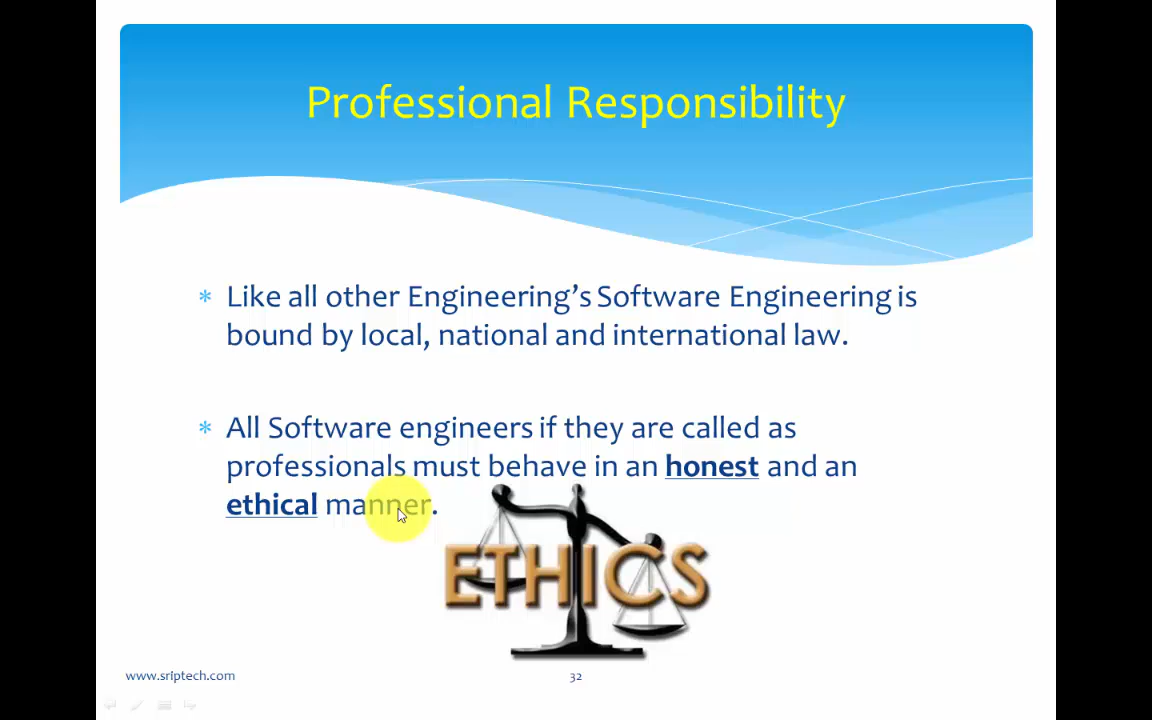 Professional Responsibility
Like all other Engineering’s Software Engineering is
bound by local, national and international law.
All Software engineers if they are called as
professionals must behave in an honest and an
ethical manner.
ETHICS
www.sriptech.com
32